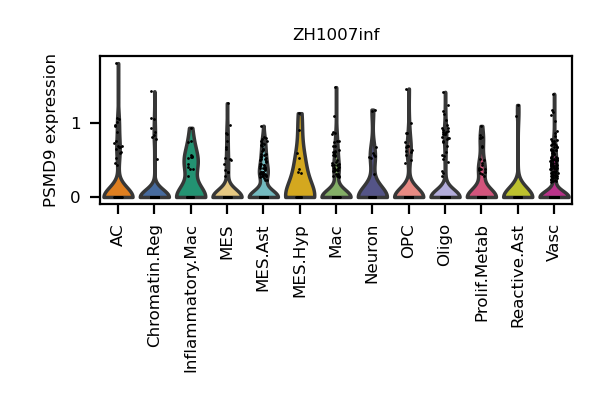 ZH1007inf
PSMD9 expression
1
0
AC
Chromatin.Reg
Inflammatory.Mac
MES
MES.Ast
MES.Hyp
Mac
Neuron
OPC
Oligo
Prolif.Metab
Reactive.Ast
Vasc